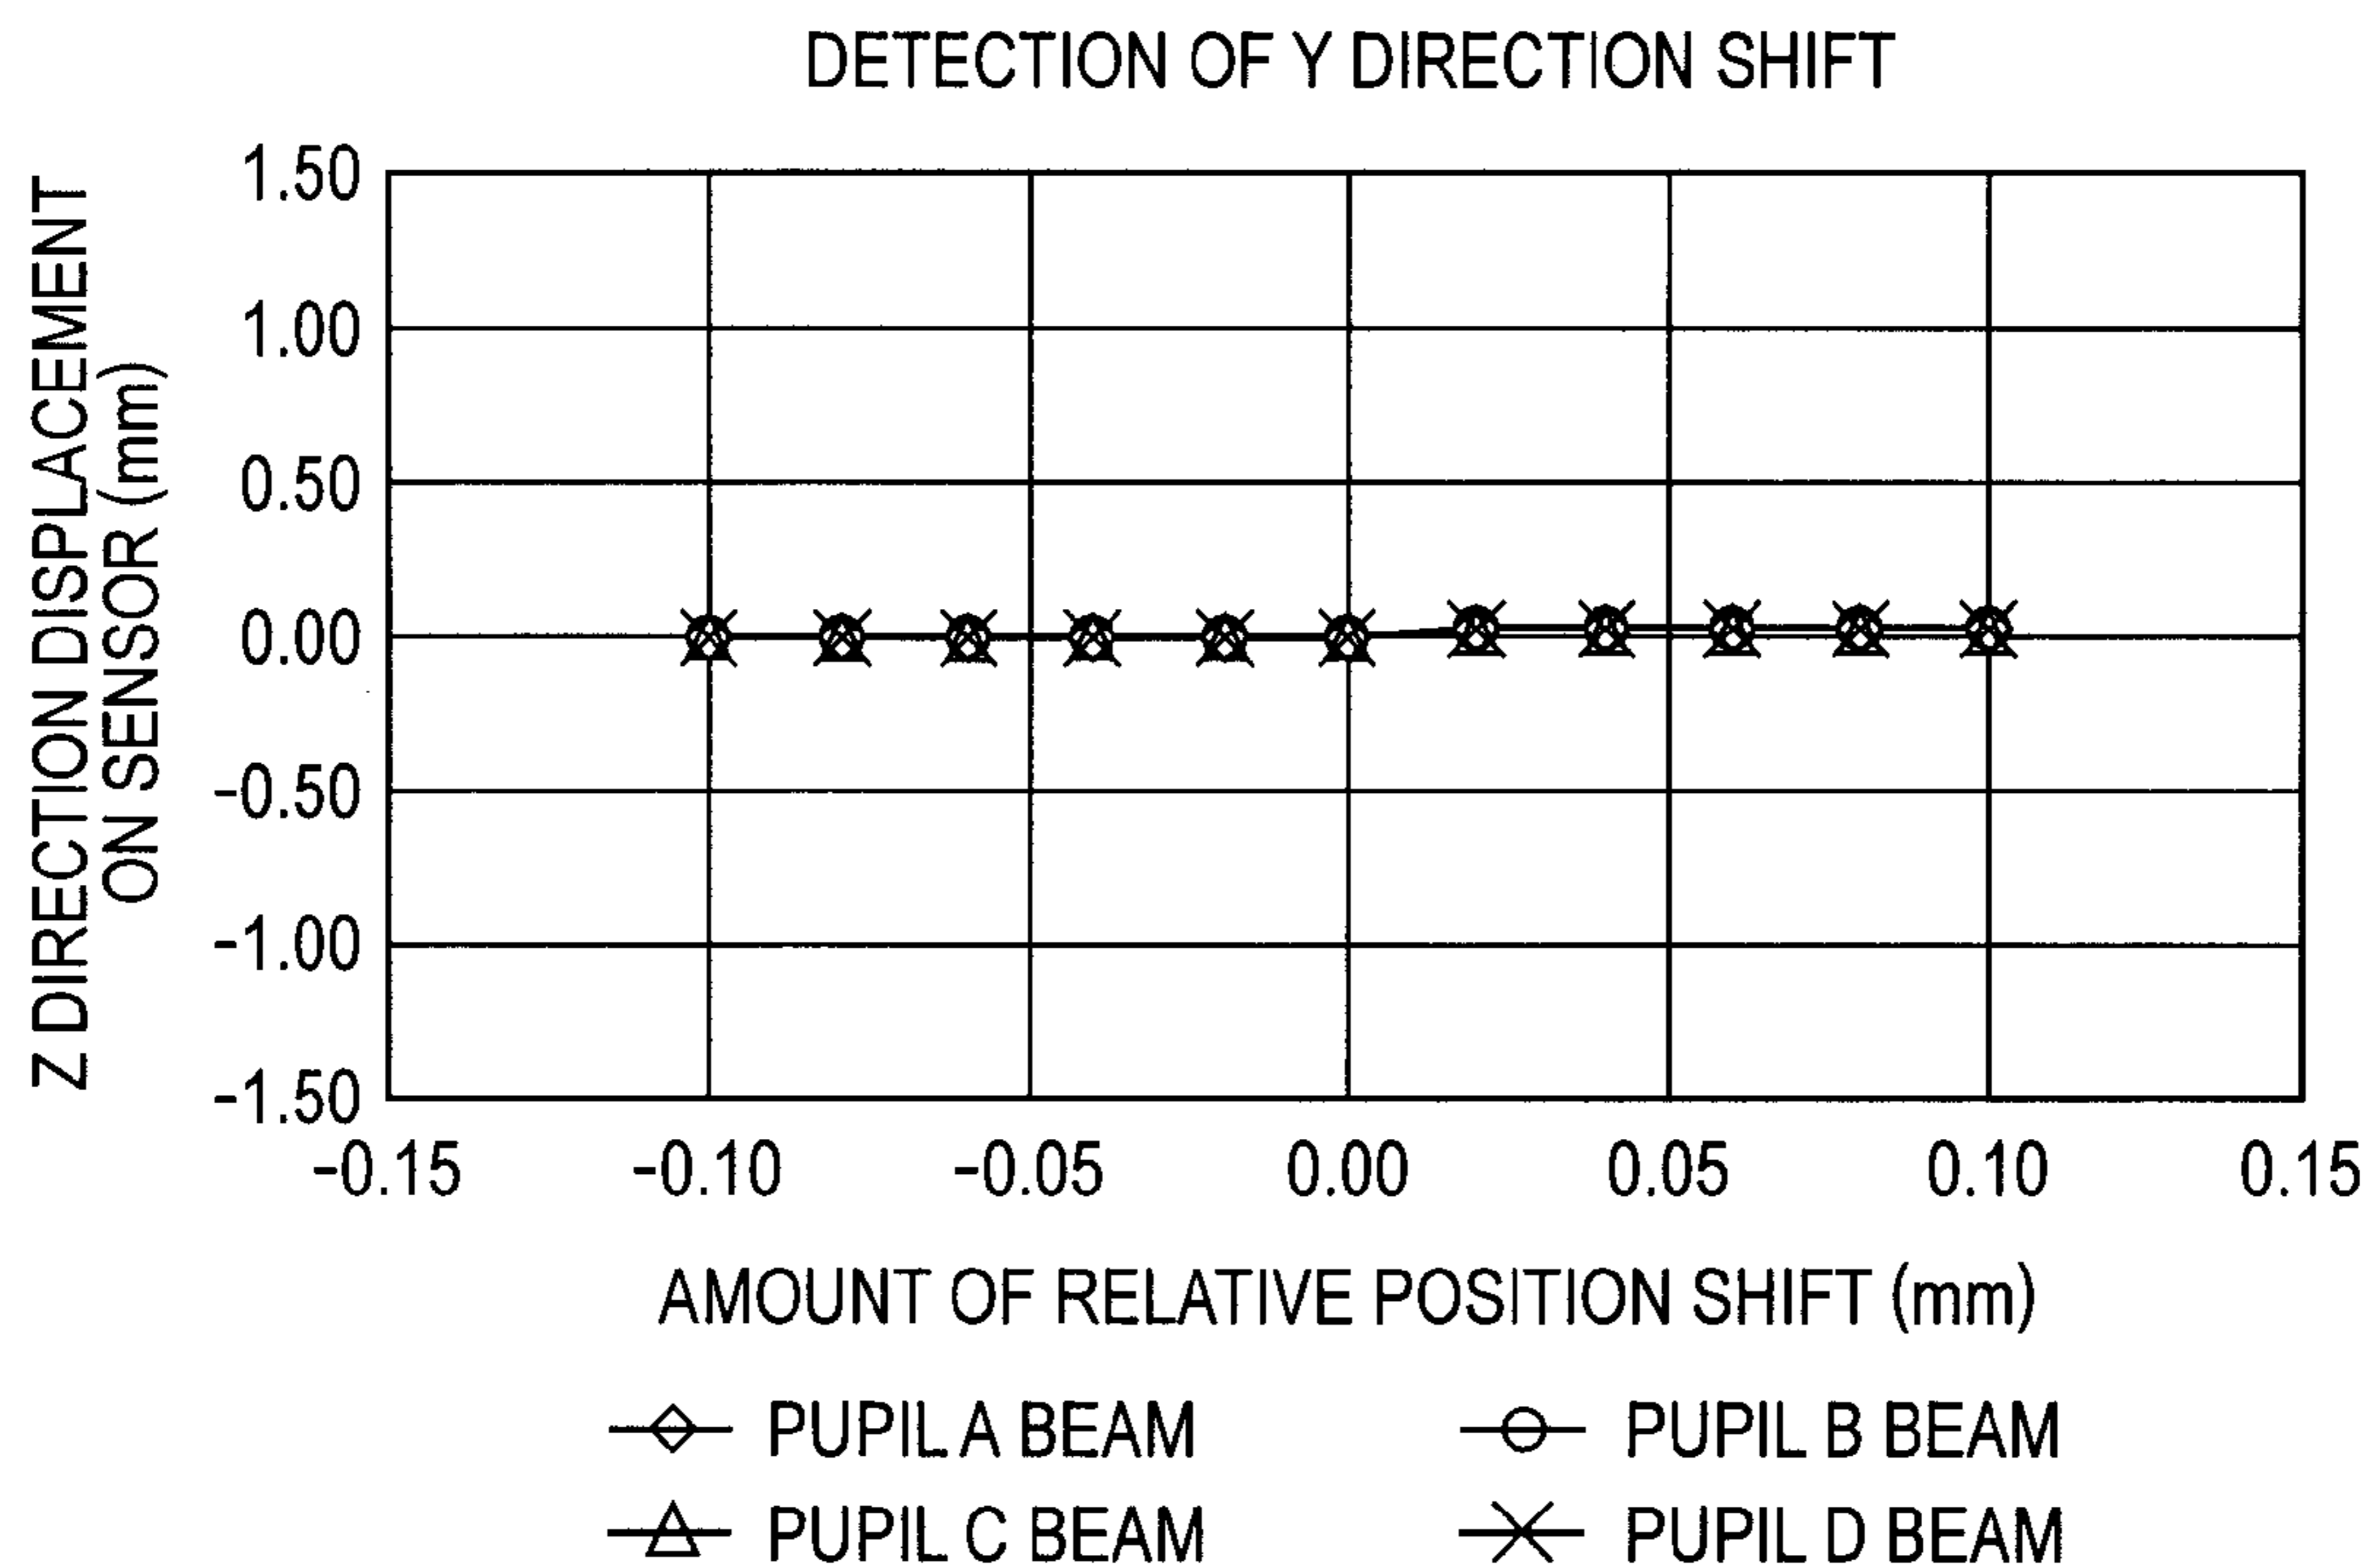 DETECTION OF Y DIRECTION SHIFT
Z DIRECTION DISPLACEMENT
ON SENSOR (mm)
1.50
1.00
0.50
0.00
-0.50
-1.00
-1.50
-0.15 -0.10 -0.05 0.00 0.05 0.10 0.15
AMOUNT OF RELATIVE POSITION SHIFT (mm)
PUPIL A BEAM PUPIL B BEAM
PUPIL C BEAM PUPIL D BEAM